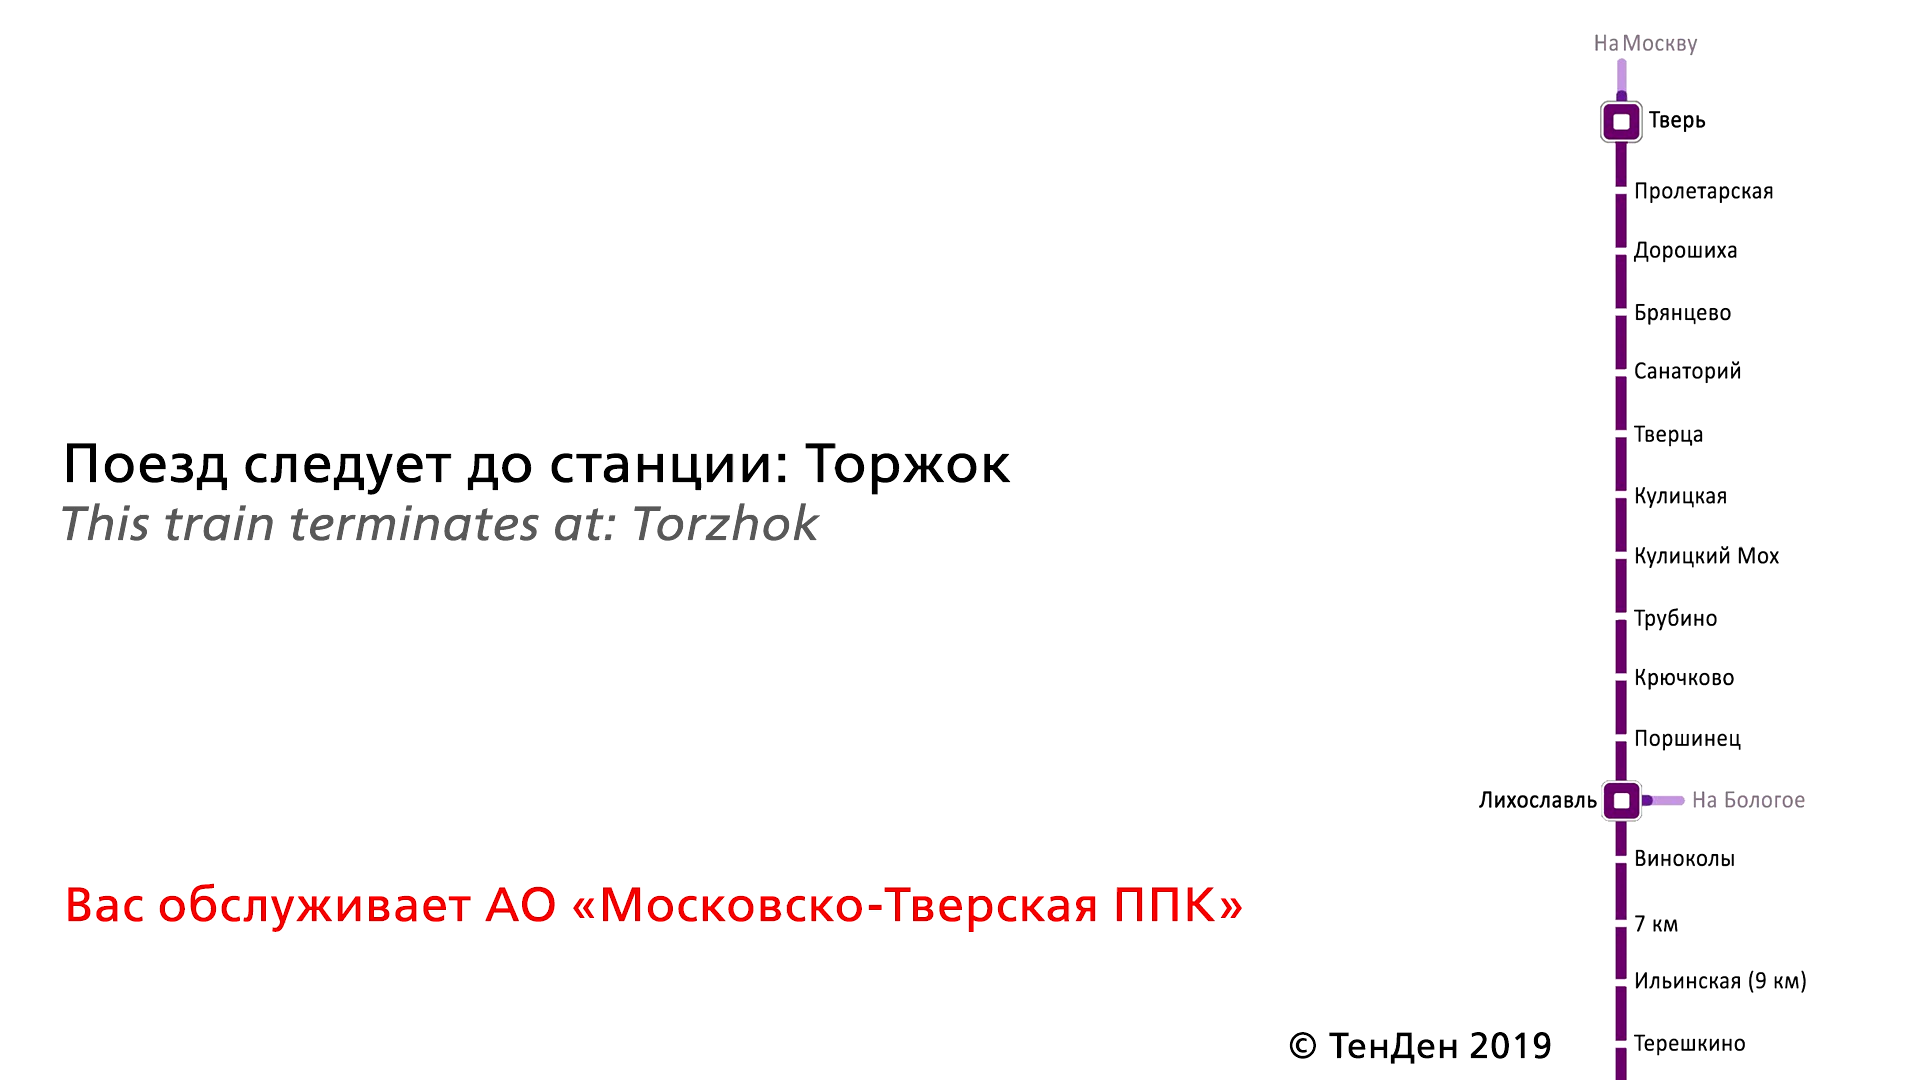 Поезд следует до станции: Торжок
This train terminates at: Torzhok
Вас обслуживает АО «Московско-Тверская ППК»
© ТенДен 2019
На Москву
Тверь
Пролетарская
Дорошиха
Брянцево
Санаторий
Тверца
Кулицкая
Кулицкий Мох
Трубино
Крючково
Поршинец
Лихославль
На Бологое
Виноколы
7 км
Ильинская (9 км)
Терешкино